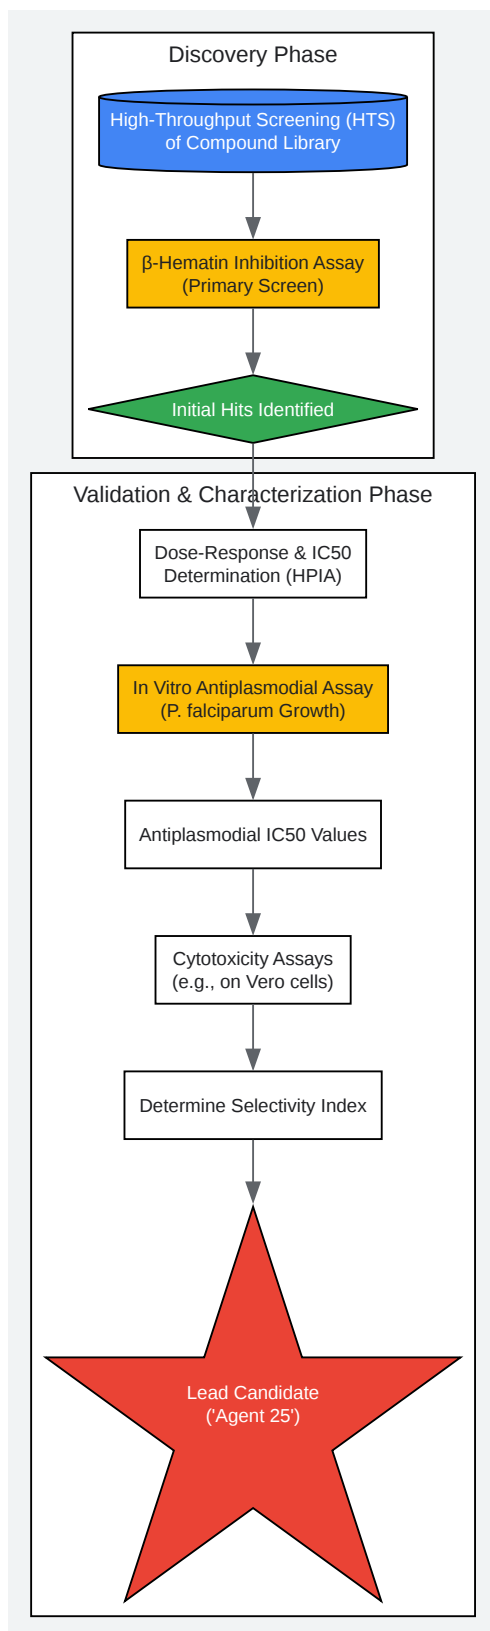 Discovery Phase
High-Throughput Screening (HTS)
of Compound Library
β-Hematin Inhibition Assay
(Primary Screen)
Initial Hits Identified
Validation & Characterization Phase
Dose-Response & IC50
Determination (HPIA)
In Vitro Antiplasmodial Assay
(P. falciparum Growth)
Antiplasmodial IC50 Values
Cytotoxicity Assays
(e.g., on Vero cells)
Determine Selectivity Index
Lead Candidate
('Agent 25')